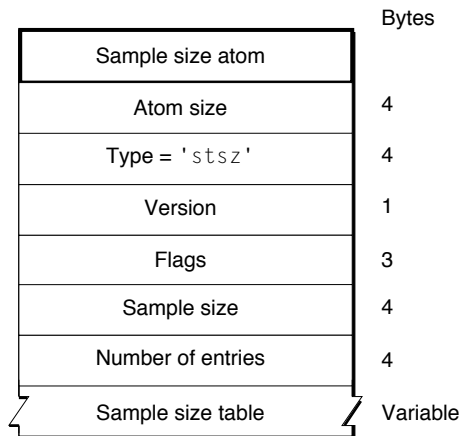 Bytes
Sample size atom
Atom size 4
Type = 'stsz' 4
Version 1
Flags 3
Sample size 4
Number of entries 4
Sample size table Variable